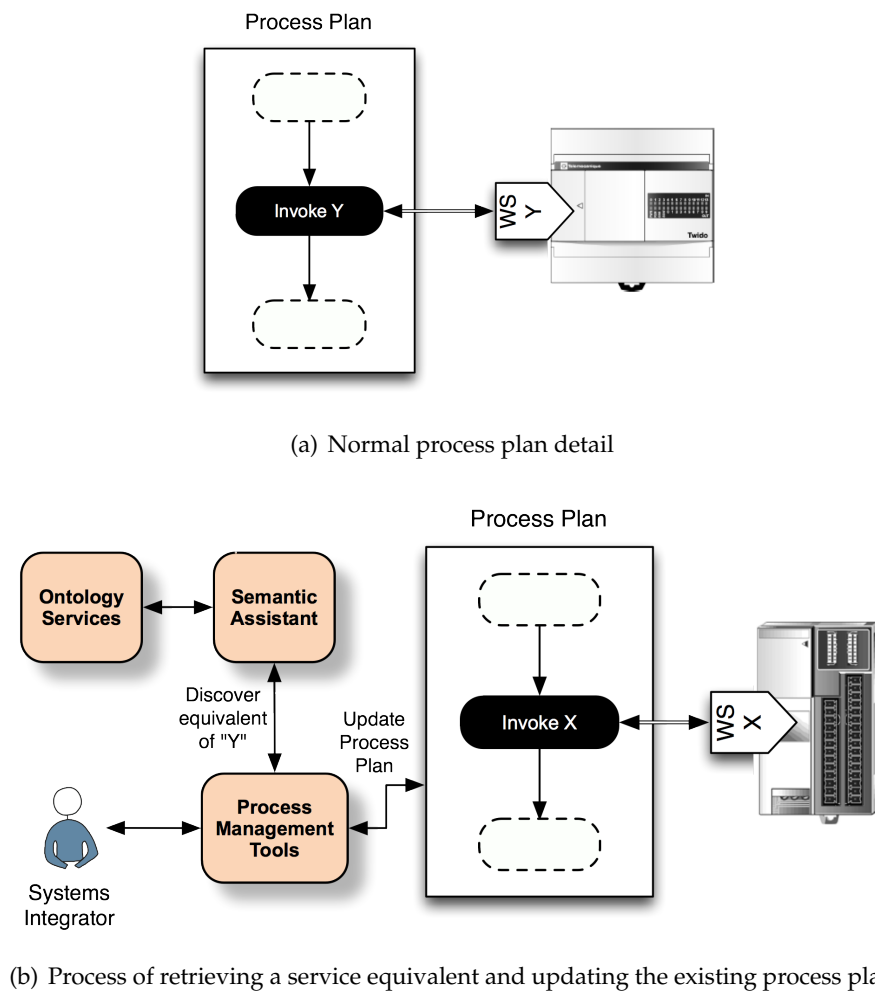 Process Plan
Invoke Y
WS
Y
Telemecanique
Twido
(a) Normal process plan detail
Process Plan
Ontology
Services
Semantic
Assistant
Discover
equivalent
of "Y"
Update
Process
Plan
Invoke X
WS
X
Process
Management
Tools
Systems
Integrator
(b) Process of retrieving a service equivalent and updating the existing process pla